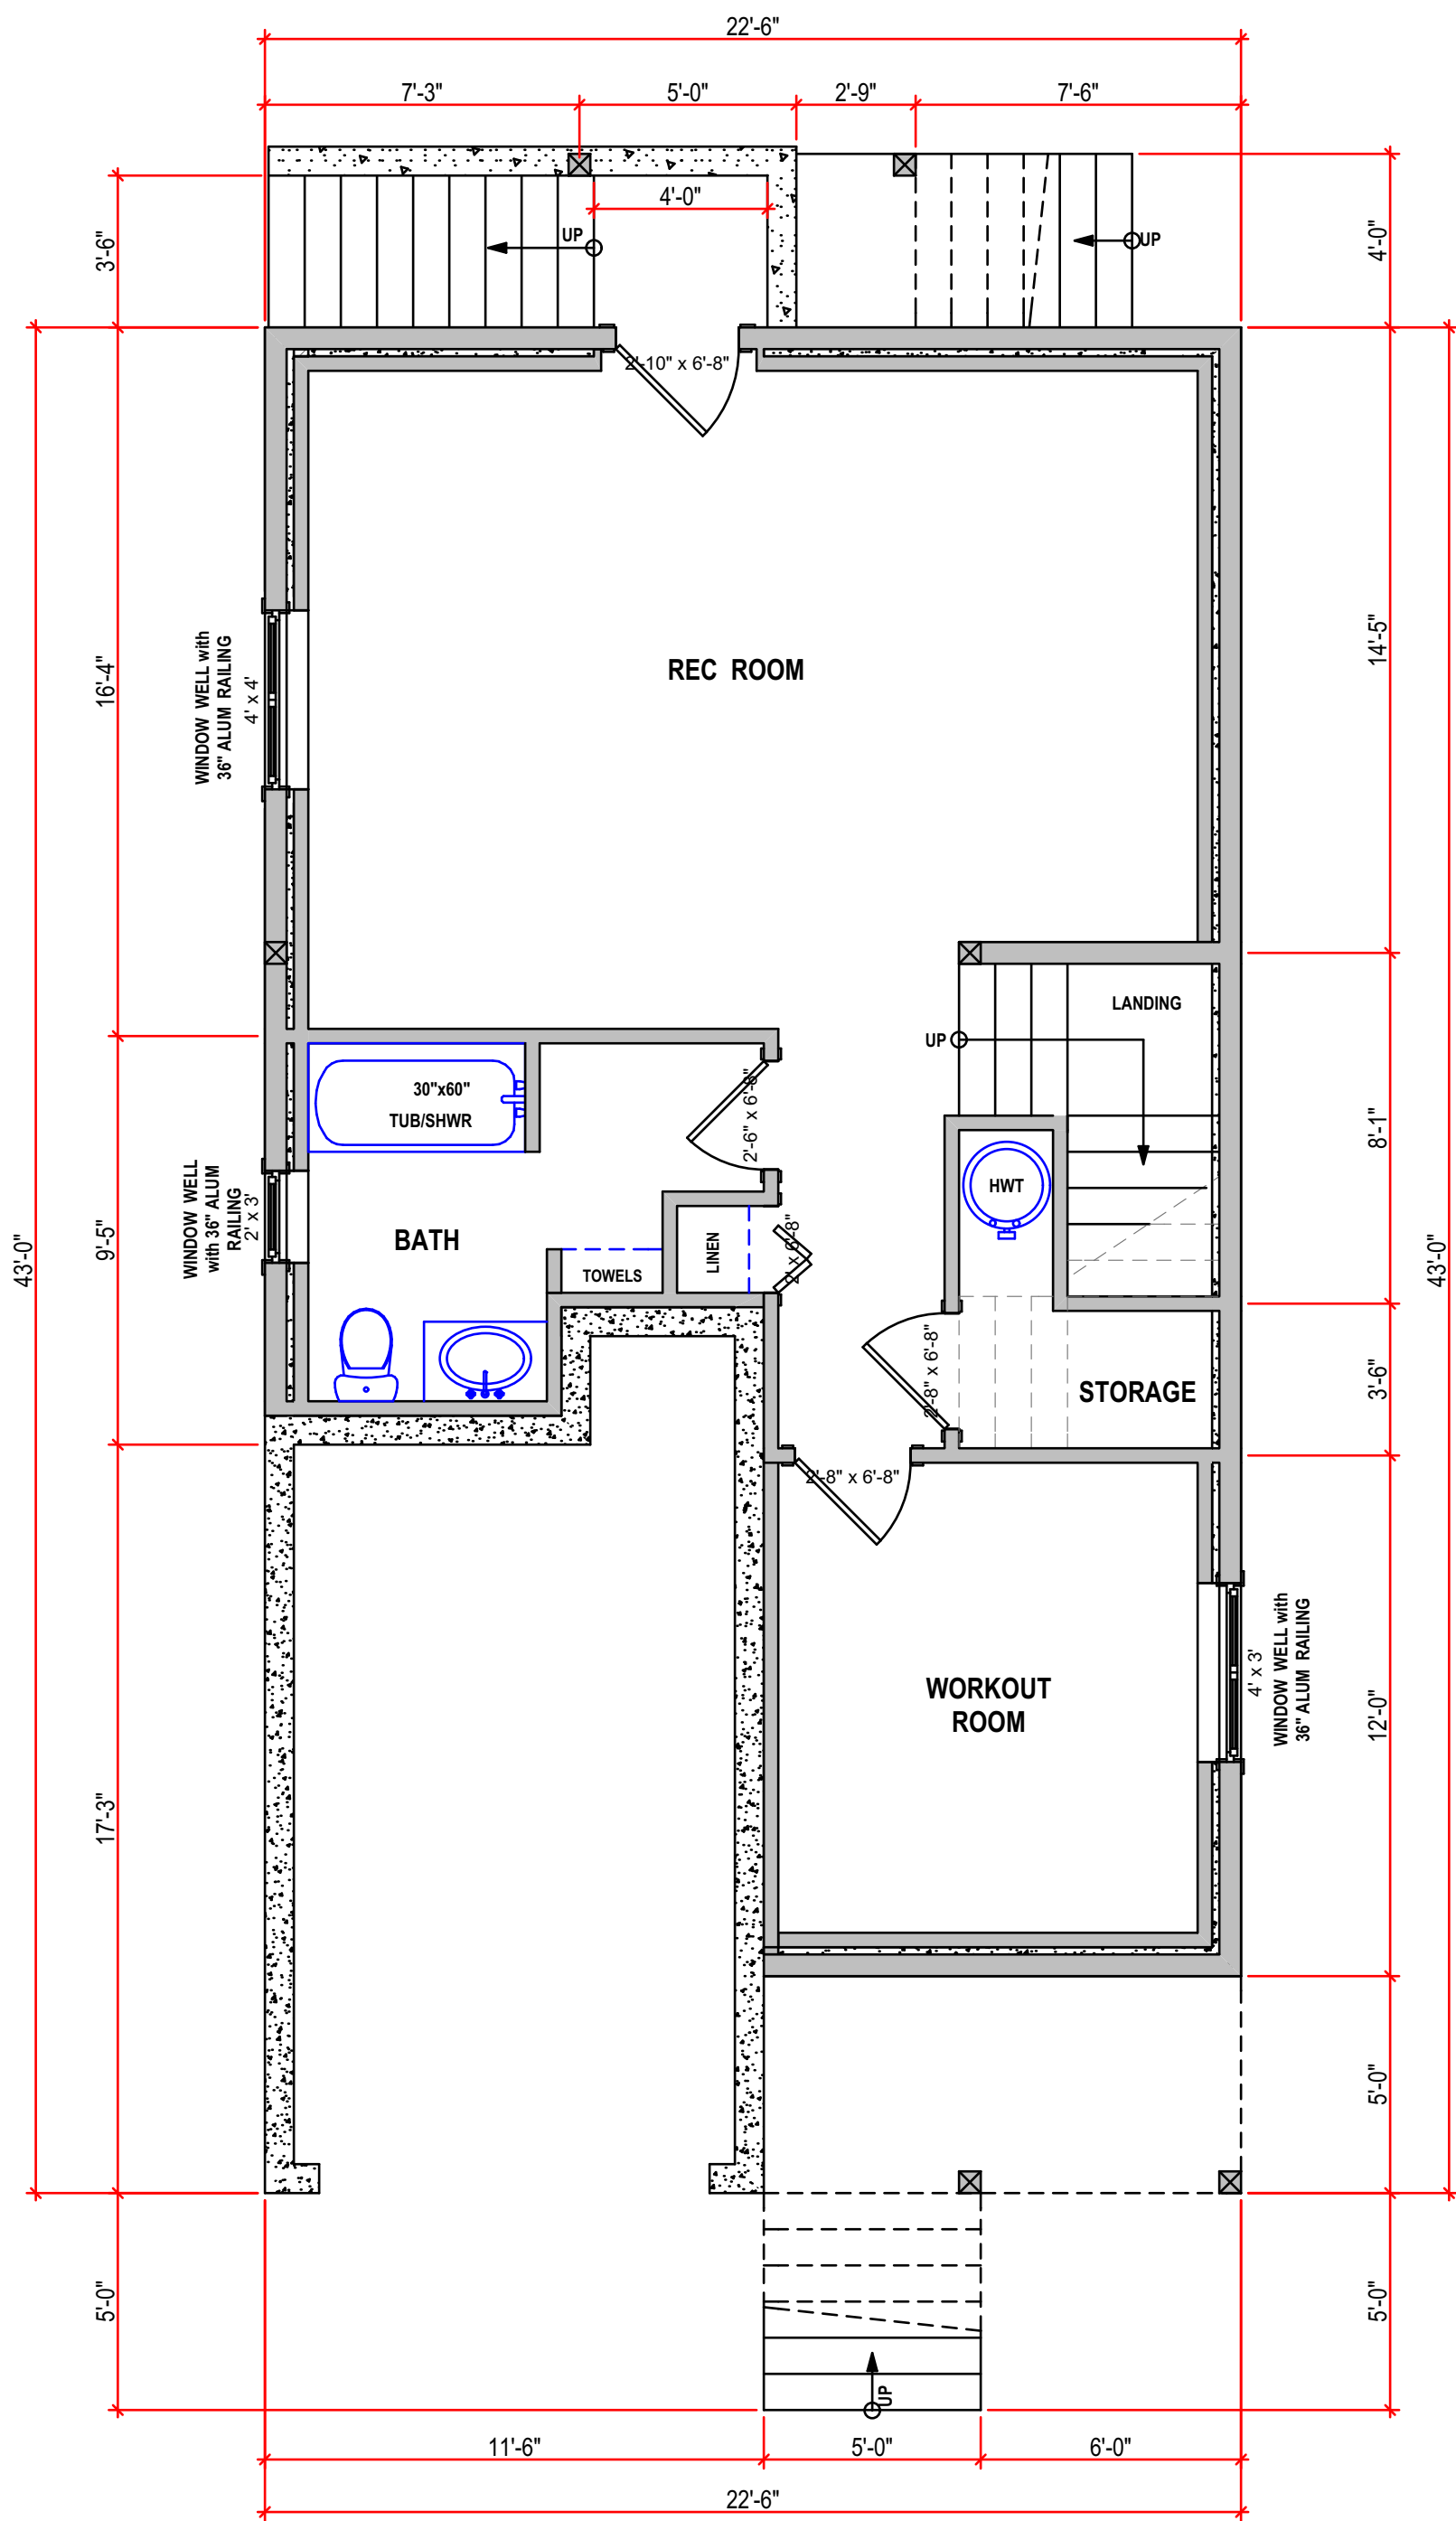 22'-6"
7'-3" 5'-0" 2'-9" 7'-6"
4'-0"
UP
UP
3'-6"
4'-0"
2'-10" x 6'-8"
WINDOW WELL with
36" ALUM RAILING
4' x 4'
16'-4"
REC ROOM
14'-5"
LANDING
UP
30"x60"
TUB/SHWR
2'-6" x 6'-8"
8'-1"
HWT
WINDOW WELL
with 36" ALUM
RAILING
2' x 3'
9'-5"
43'-0"
BATH
LINEN
2' x 6'-8"
TOWELS
43'-0"
2'-8" x 6'-8"
STORAGE
3'-6"
2'-8" x 6'-8"
WORKOUT
ROOM
4' x 3'
WINDOW WELL with
36" ALUM RAILING
12'-0"
17'-3"
5'-0"
5'-0"
5'-0"
UP
11'-6" 5'-0" 6'-0"
22'-6"